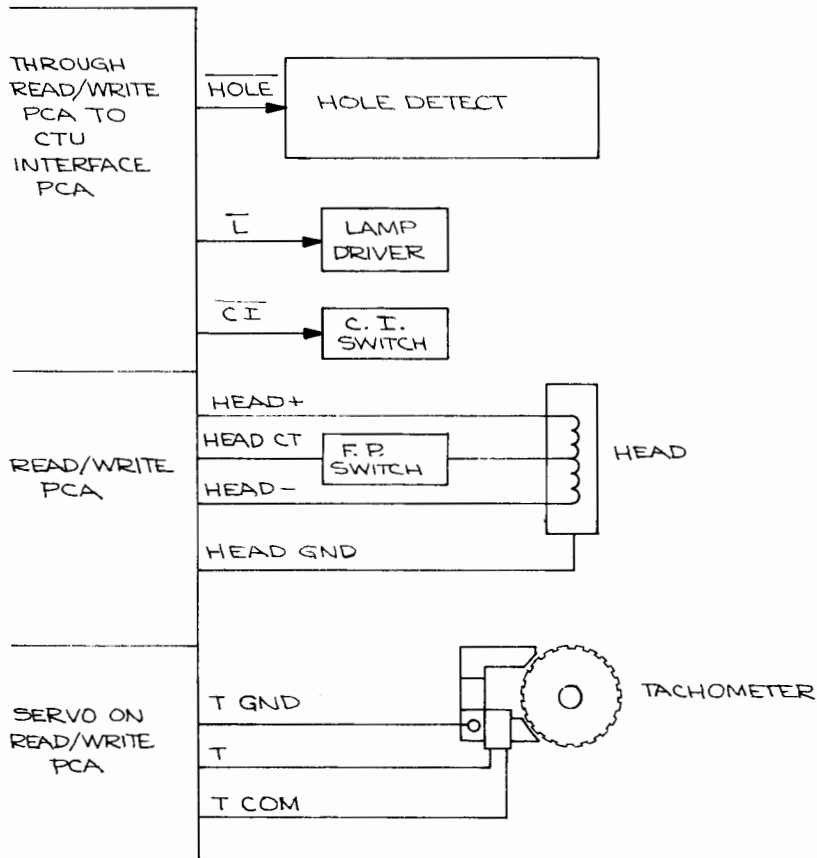 THROUGH
READ/WRITE
PCA TO
CTU
INTERFACE
PCA
HOLE
HOLE DETECT
L
LAMP
DRIVER
CI
C. I.
SWITCH
READ/WRITE
PCA
HEAD+
HEAD CT
F. P.
SWITCH
HEAD-
HEAD
HEAD GND
SERVO ON
READ/WRITE
PCA
T GND
T
T COM
TACHOMETER